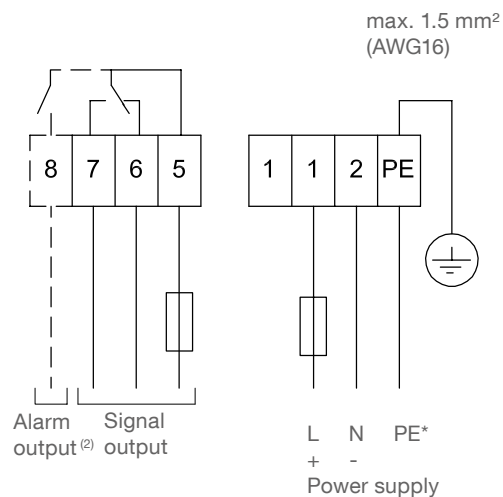 max. 1.5 mm²
(AWG16)
8 7 6 5 1 1 2 PE
Alarm
output (2)
Signal
output
L N PE*
+ -
Power supply